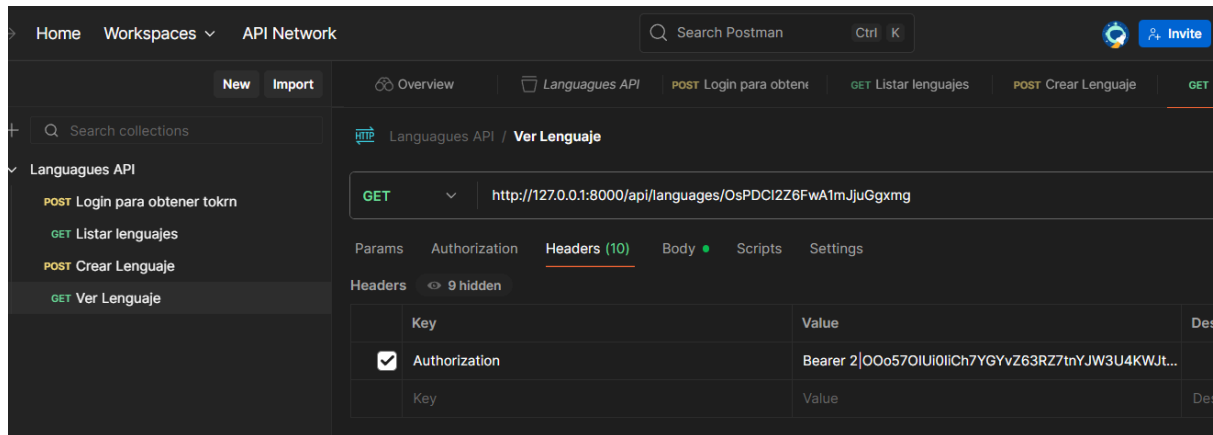 Home Workspaces API Network Search Postman Ctrl K Invite
New Import Overview Languagues API POST Login para obtene GET Listar lenguajes POST Crear Lenguaje GET
Search collections
HTTP Languagues API / Ver Lenguaje
Languagues API
POST Login para obtener tokrn
GET Listar lenguajes
POST Crear Lenguaje
GET Ver Lenguaje
GET http://127.0.0.1:8000/api/languages/OsPDCI2Z6FwA1mJjuGgxmg
Params Authorization Headers (10) Body Scripts Settings
Headers 9 hidden
Key Value Des
Authorization Bearer 2|OOo57OIUi0IiCh7YGYvZ63RZ7tnYJW3U4KWJt...
Key Value Des